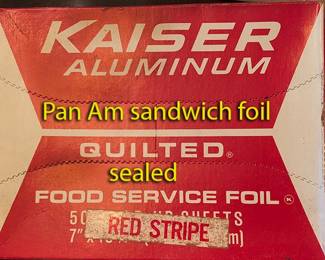 KAISER
ALUMINUM
Pan Am sandwich foil
QUILTED®
sealed
FOOD SERVICE FOIL Ⓚ
RED STRIPE